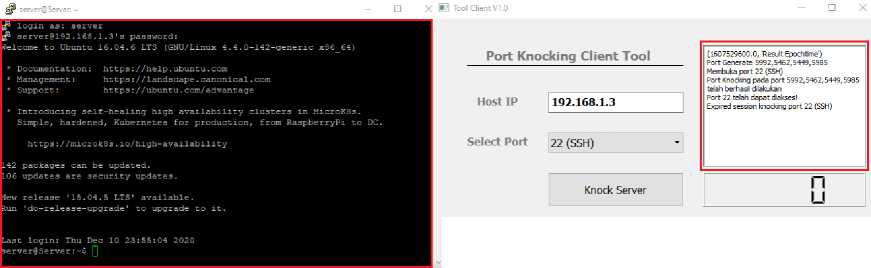 server@Server: ~
login as: server
server@192.168.1.3's password:
Welcome to Ubuntu 16.04.6 LTS (GNU/Linux 4.4.0-142-generic x86_64)
* Documentation: https://help.ubuntu.com
* Management: https://landscape.canonical.com
* Support: https://ubuntu.com/advantage
* Introducing self-healing high availability clusters in MicroK8s.
Simple, hardened, Kubernetes for production, from RaspberryPi to DC.
https://microk8s.io/high-availability
142 packages can be updated.
106 updates are security updates.
New release '18.04.5 LTS' available.
Run 'do-release-upgrade' to upgrade to it.
Last login: Thu Dec 10 23:55:04 2020
server@Server:~$
Tool Client V1.0
Port Knocking Client Tool
Host IP
192.168.1.3
Select Port
22 (SSH)
Knock Server
(1607529600.0, 'Result Epochtime')
Port Generate 5992,5462,5449,5985
Membuka port 22 (SSH)
Port Knocking pada port 5992,5462,5449,5985
telah berhasil dilakukan
Port 22 telah dapat diakses!
Expired session knocking port 22 (SSH)
0